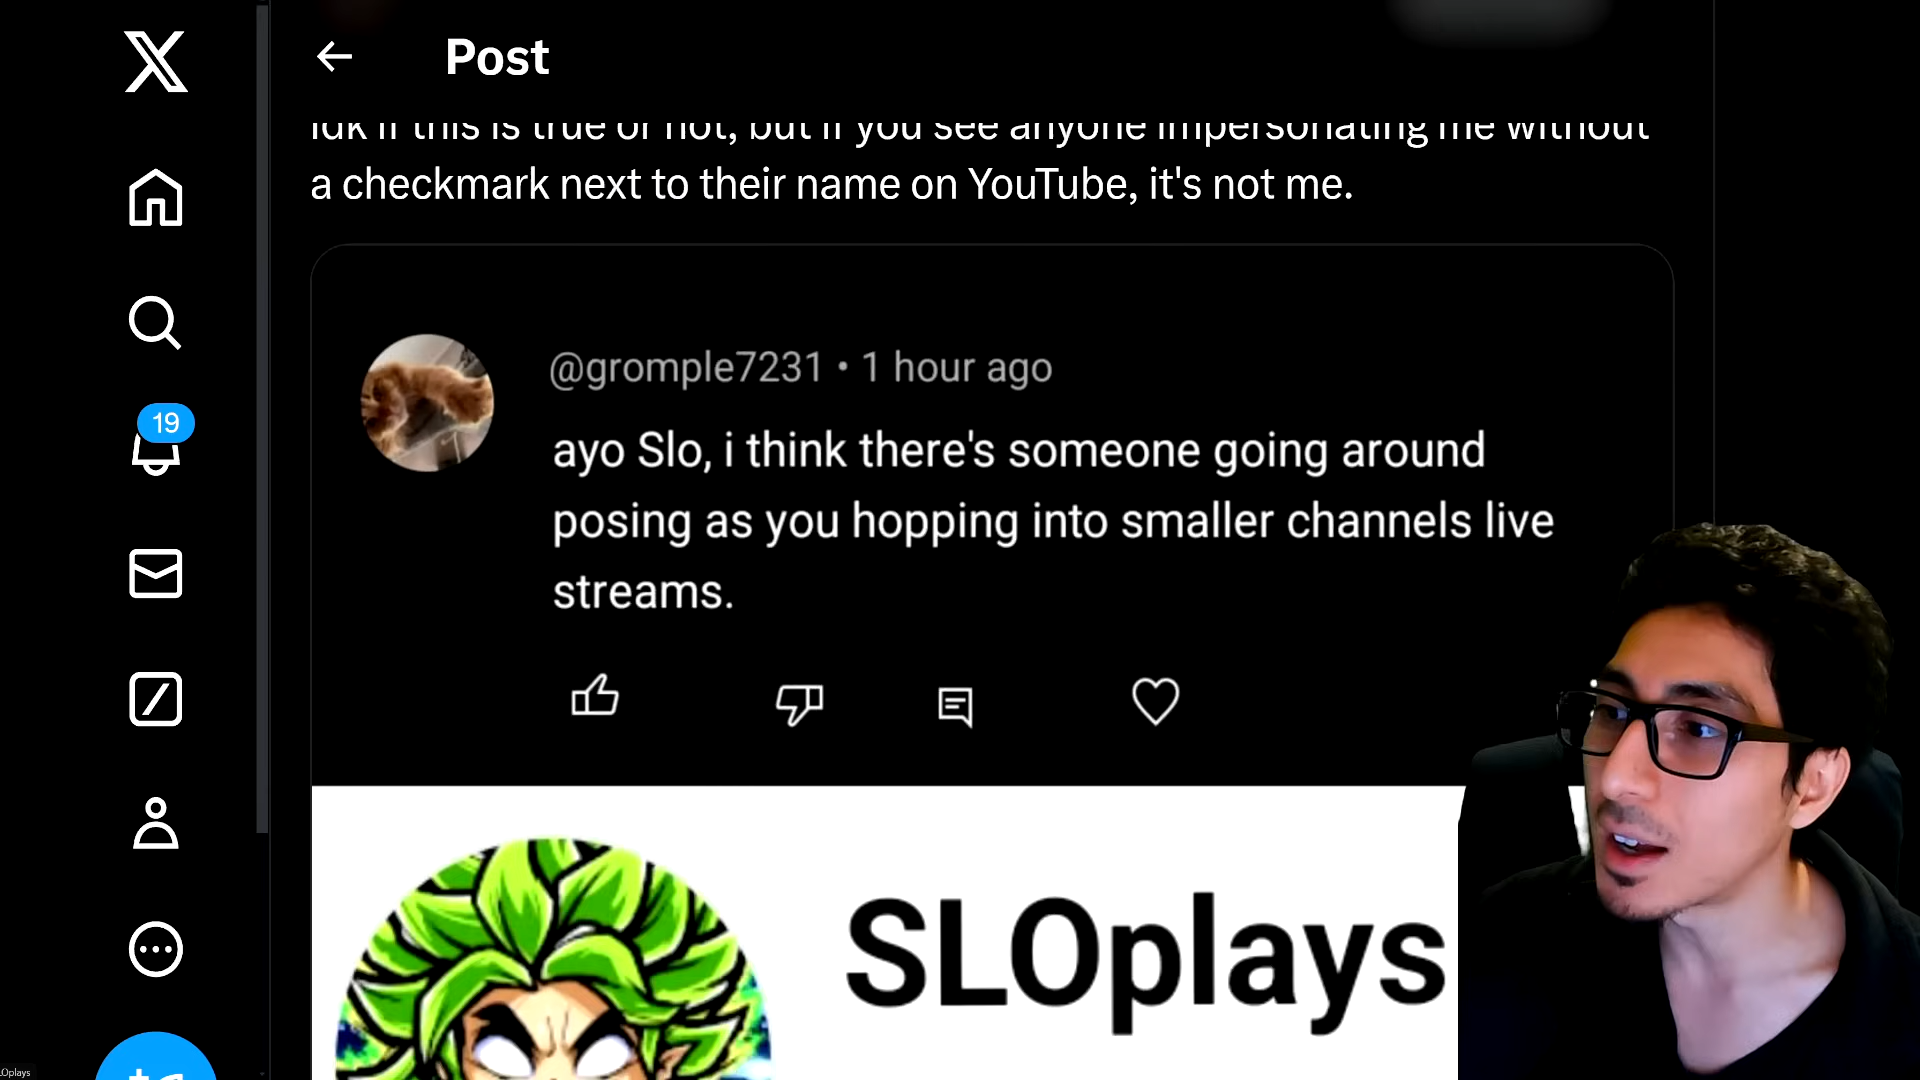 Post
Idk if this is true or not, but if you see anyone impersonating me without
a checkmark next to their name on YouTube, it's not me.
@gromple7231 • 1 hour ago
ayo Slo, i think there's someone going around
posing as you hopping into smaller channels live
streams.
19
SLOplays